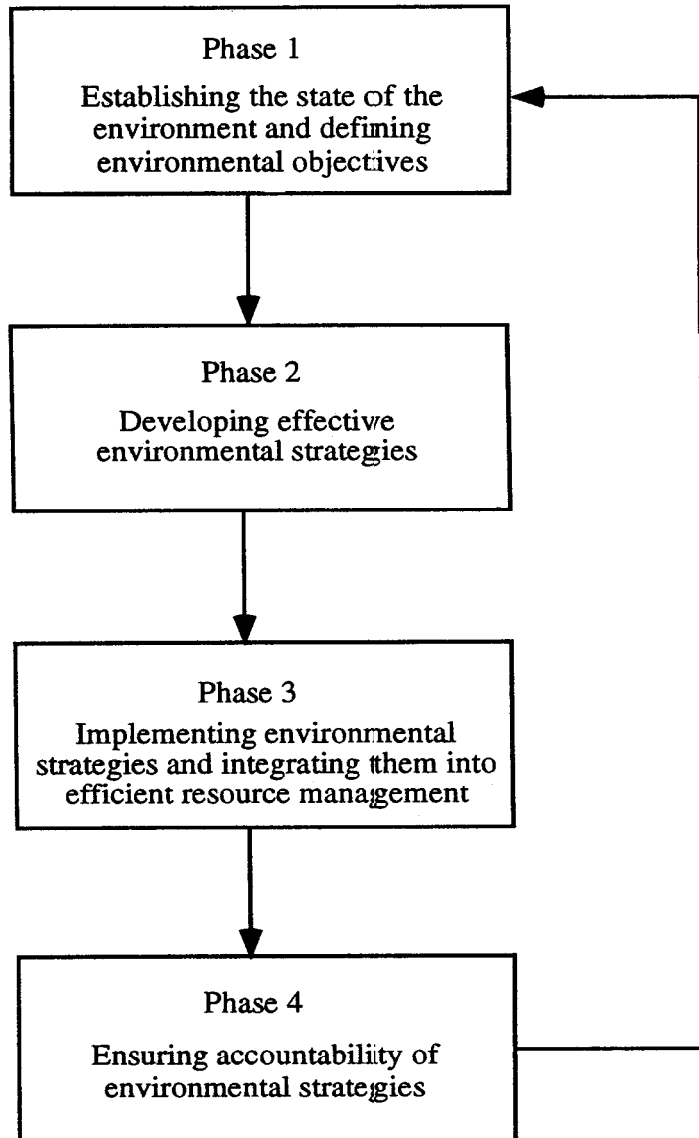 Phase 1
Establishing the state of the
environment and defining
environmental objectives
Phase 2
Developing effective
environmental strategies
Phase 3
Implementing environmental
strategies and integrating them into
efficient resource management
Phase 4
Ensuring accountability of
environmental strategies